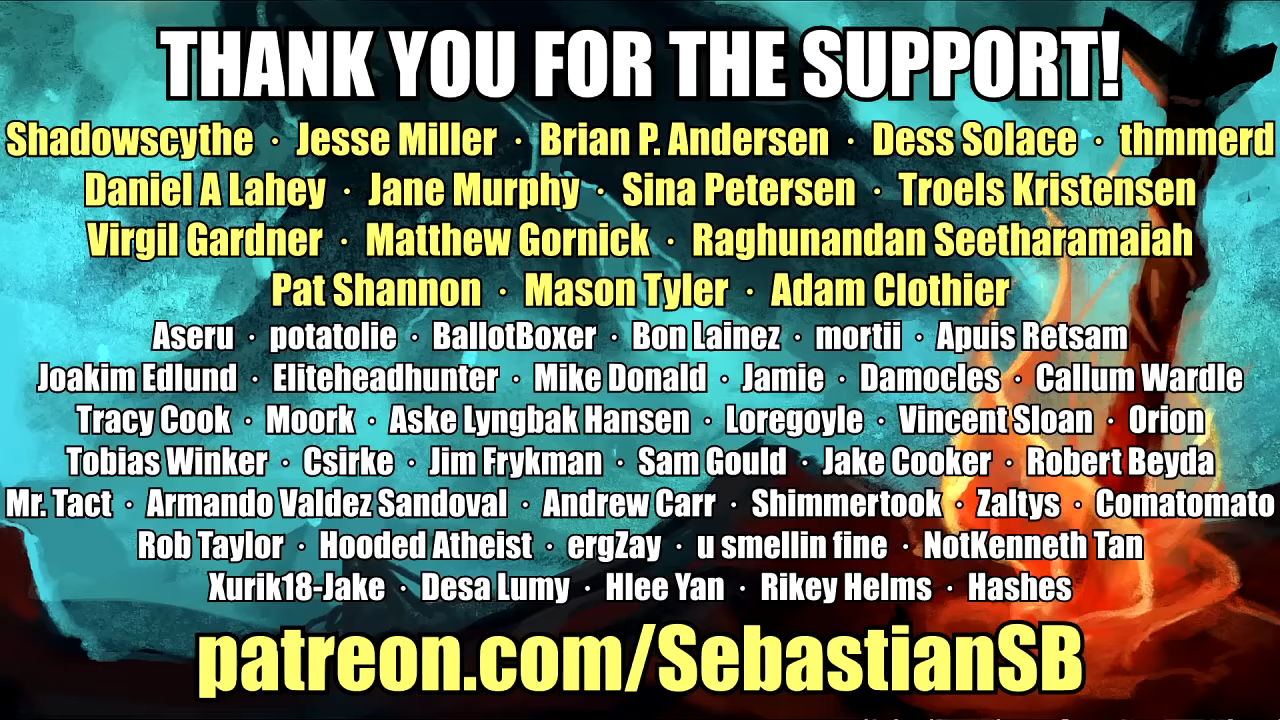 THANK YOU FOR THE SUPPORT!
Shadowscythe · Jesse Miller · Brian P. Andersen · Dess Solace · thmmerd
Daniel A Lahey · Jane Murphy · Sina Petersen · Troels Kristensen
Virgil Gardner · Matthew Gornick · Raghunandan Seetharamaiah
Pat Shannon · Mason Tyler · Adam Clothier
Aseru · potatolie · BallotBoxer · Bon Lainez · mortii · Apuis Retsam
Joakim Edlund · Eliteheadhunter · Mike Donald · Jamie · Damocles · Callum Wardle
Tracy Cook · Moork · Aske Lyngbak Hansen · Loregoyle · Vincent Sloan · Orion
Tobias Winker · Csirke · Jim Frykman · Sam Gould · Jake Cooker · Robert Beyda
Mr. Tact · Armando Valdez Sandoval · Andrew Carr · Shimmertook · Zaltys · Comatomato
Rob Taylor · Hooded Atheist · ergZay · u smellin fine · NotKenneth Tan
Xurik18-Jake · Desa Lumy · Hlee Yan · Rikey Helms · Hashes
patreon.com/SebastianSB